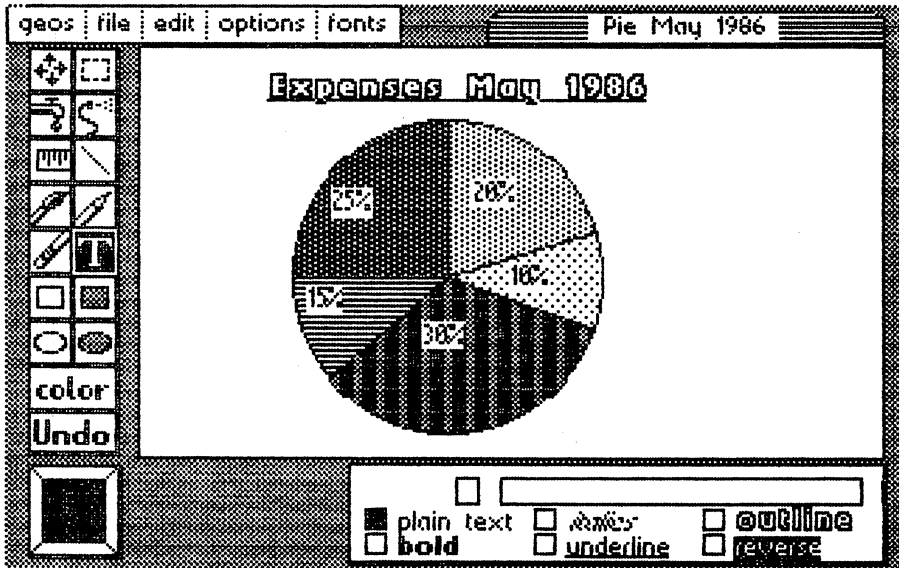 geos file edit options fonts
Pie May 1986
Expenses May 1986
25% 20%
10%
15%
30%
color
Undo
plain text italics outline
bold underline reverse